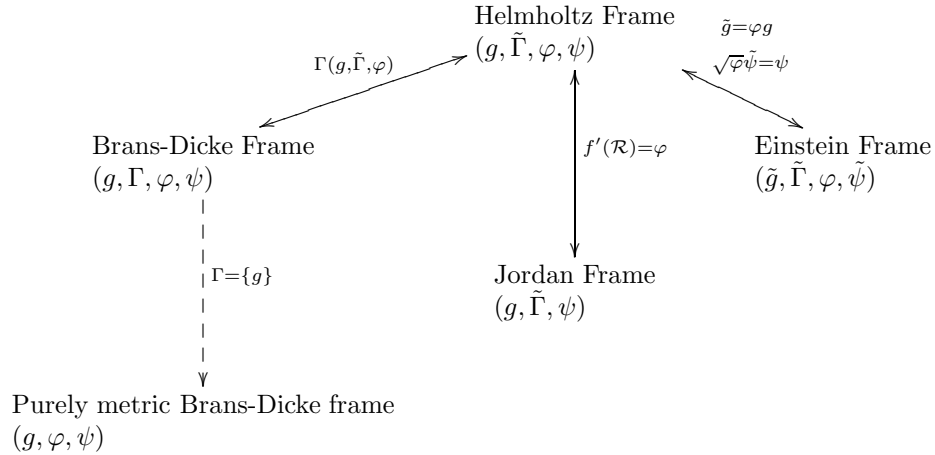 Helmholtz Frame
(g, Γ̃, φ, ψ)
g̃=φg
√φψ̃=ψ
Γ(g,Γ̃,φ)
Brans-Dicke Frame
(g, Γ, φ, ψ)
f′(ℛ)=φ
Einstein Frame
(g̃, Γ̃, φ, ψ̃)
Γ={g}
Jordan Frame
(g, Γ̃, ψ)
Purely metric Brans-Dicke frame
(g, φ, ψ)